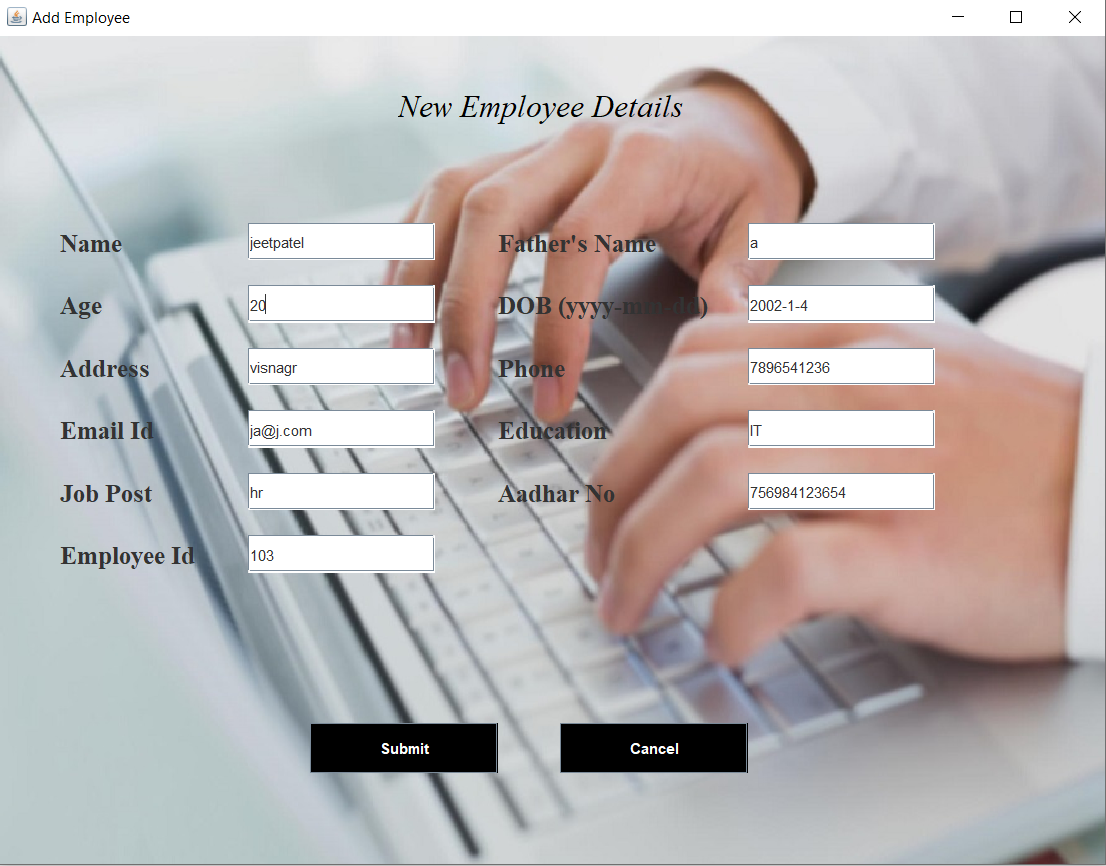 Add Employee
New Employee Details
Name jeetpatel Father's Name a
Age 20 DOB (yyyy-mm-dd) 2002-1-4
Address visnagr Phone 7896541236
Email Id ja@j.com Education IT
Job Post hr Aadhar No 756984123654
Employee Id 103
Submit Cancel